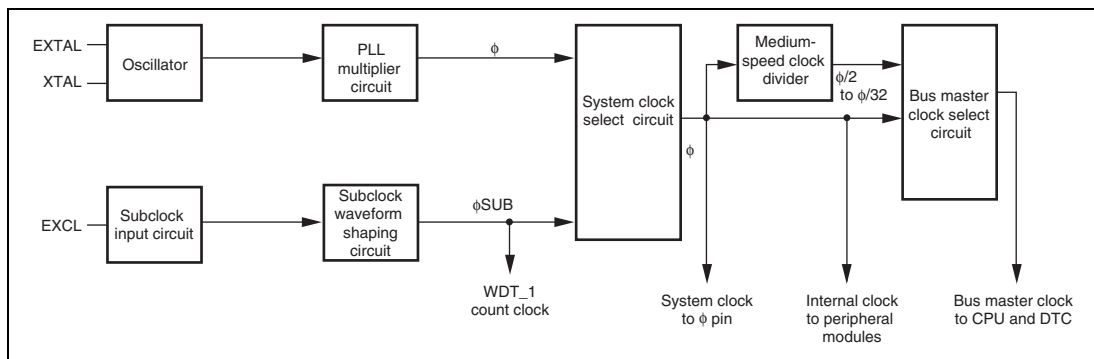 EXTAL
XTAL
Oscillator
PLL
multiplier
circuit
ϕ
System clock
select circuit
Medium-
speed clock
divider
ϕ/2
to ϕ/32
Bus master
clock select
circuit
ϕ
EXCL
Subclock
input circuit
Subclock
waveform
shaping
circuit
ϕSUB
WDT_1
count clock
System clock
to ϕ pin
Internal clock
to peripheral
modules
Bus master clock
to CPU and DTC